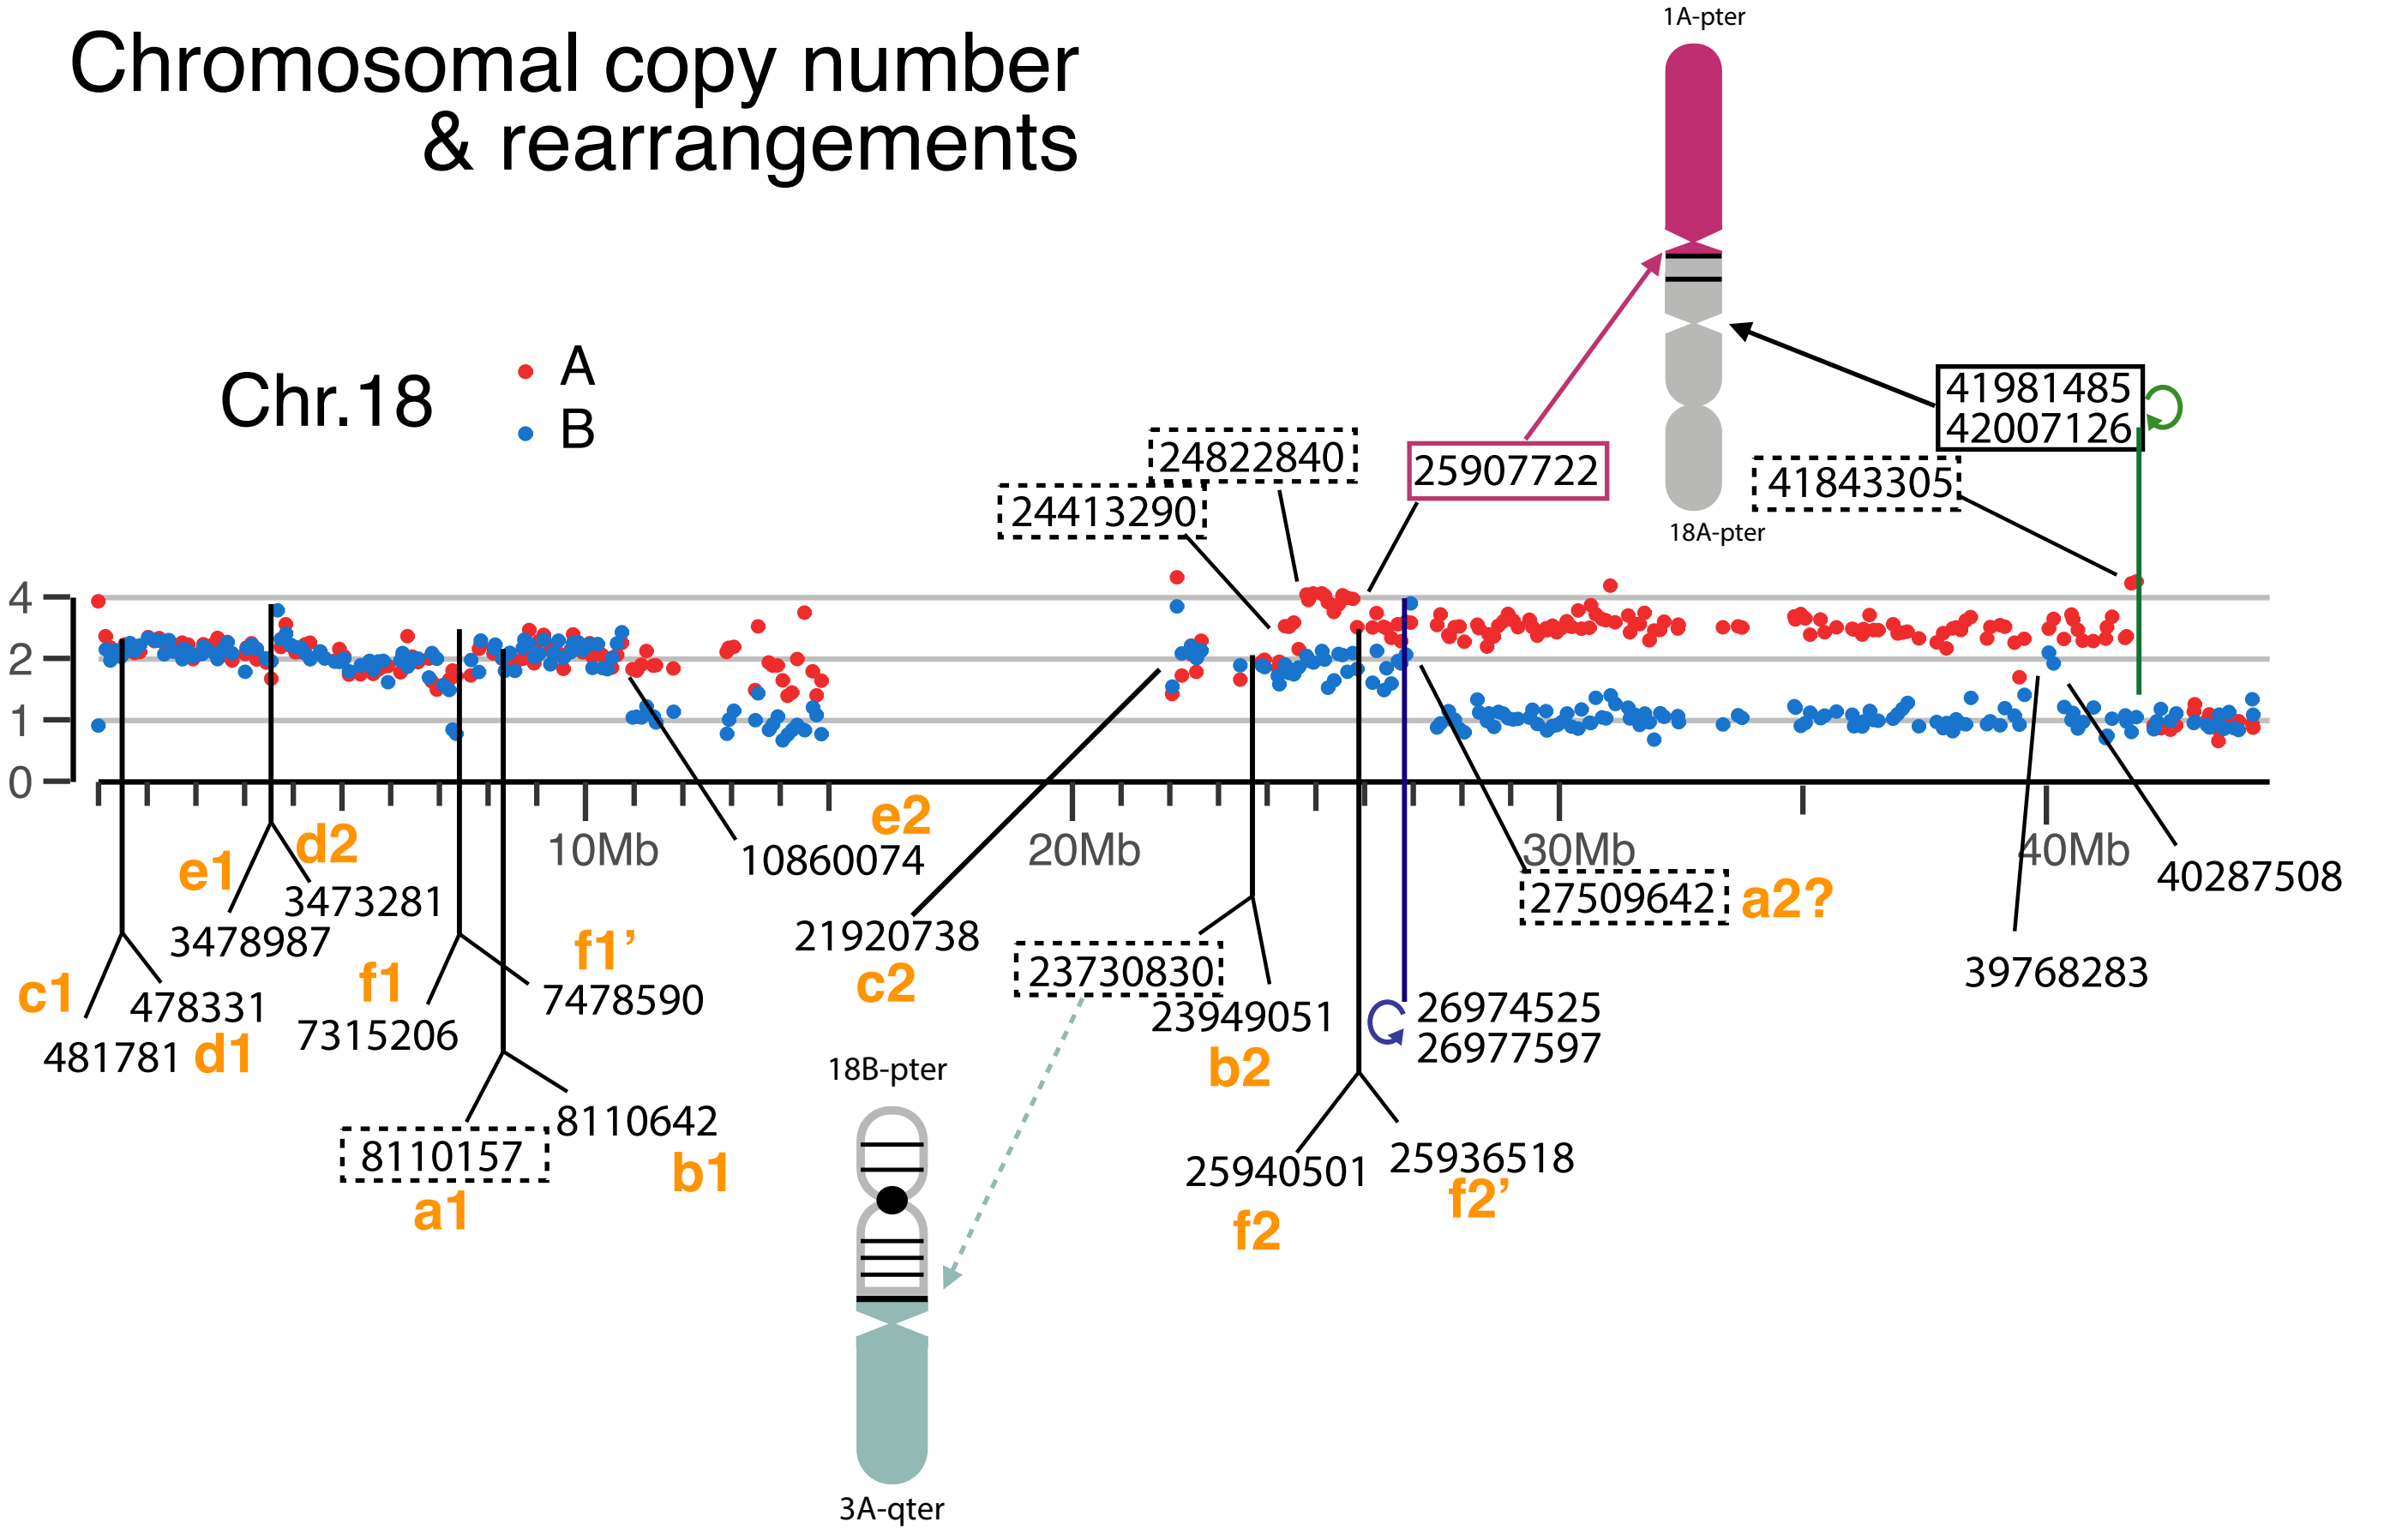 1A-pter
Chromosomal copy number
& rearrangements
Chr.18
A
B
41981485
42007126
24822840
25907722
41843305
24413290
18A-pter
4
2
1
0
10Mb
20Mb
30Mb
40Mb
e2
d2
e1
10860074
40287508
3473281
27509642
a2?
3478987
21920738
f1’
23730830
39768283
c1
f1
c2
478331
7478590
26974525
7315206
23949051
26977597
481781
d1
b2
18B-pter
8110642
8110157
25940501
25936518
b1
a1
f2’
f2
3A-qter